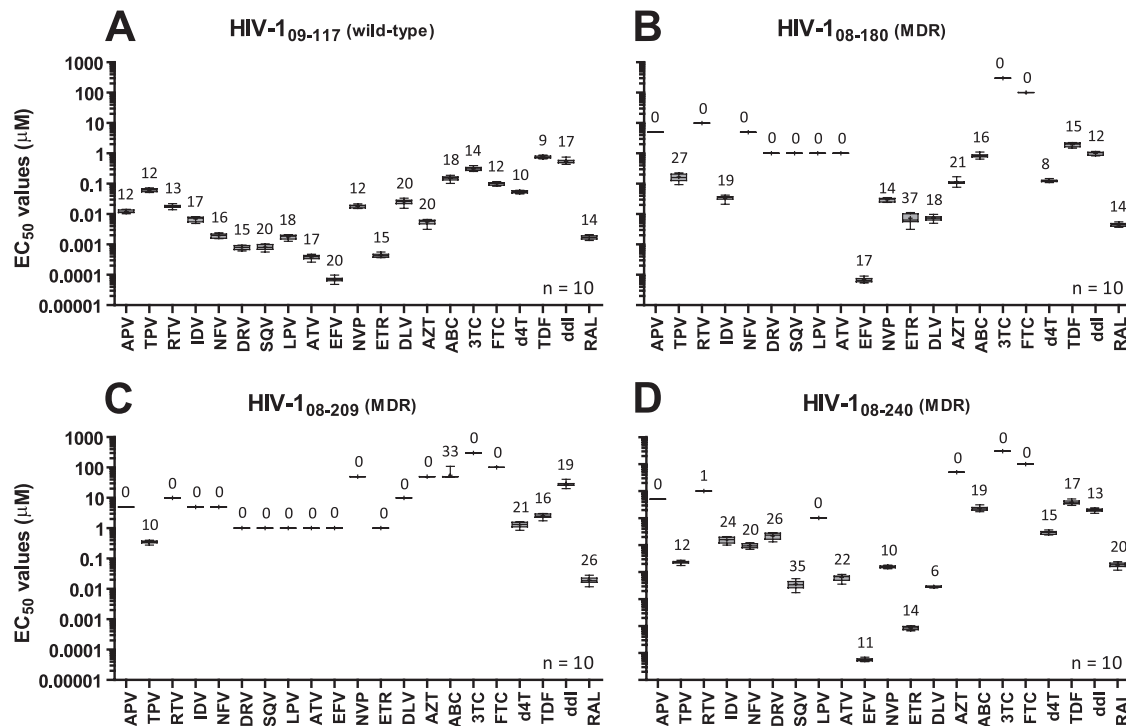 A HIV-109-117 (wild-type)
B HIV-108-180 (MDR)
EC50 values (μM)
1000
100
10
1
0.1
0.01
0.001
0.0001
0.00001
12 12 13 17 16 15 20 18 17 20 12 15 20 20 18 14 12 10 9 17 14
n = 10
APV TPV RTV IDV NFV DRV SQV LPV ATV EFV NVP ETR DLV AZT ABC 3TC FTC d4T TDF ddI RAL
0 27 0 19 0 0 0 0 0 17 14 37 18 21 16 0 0 8 15 12 14
n = 10
APV TPV RTV IDV NFV DRV SQV LPV ATV EFV NVP ETR DLV AZT ABC 3TC FTC d4T TDF ddI RAL
C HIV-108-209 (MDR)
D HIV-108-240 (MDR)
EC50 values (μM)
1000
100
10
1
0.1
0.01
0.001
0.0001
0.00001
0 10 0 0 0 0 0 0 0 0 0 0 0 0 33 0 0 21 16 19 26
n = 10
APV TPV RTV IDV NFV DRV SQV LPV ATV EFV NVP ETR DLV AZT ABC 3TC FTC d4T TDF ddI RAL
0 12 1 24 20 26 35 0 22 11 10 14 6 0 19 0 0 15 17 13 20
n = 10
APV TPV RTV IDV NFV DRV SQV LPV ATV EFV NVP ETR DLV AZT ABC 3TC FTC d4T TDF ddI RAL